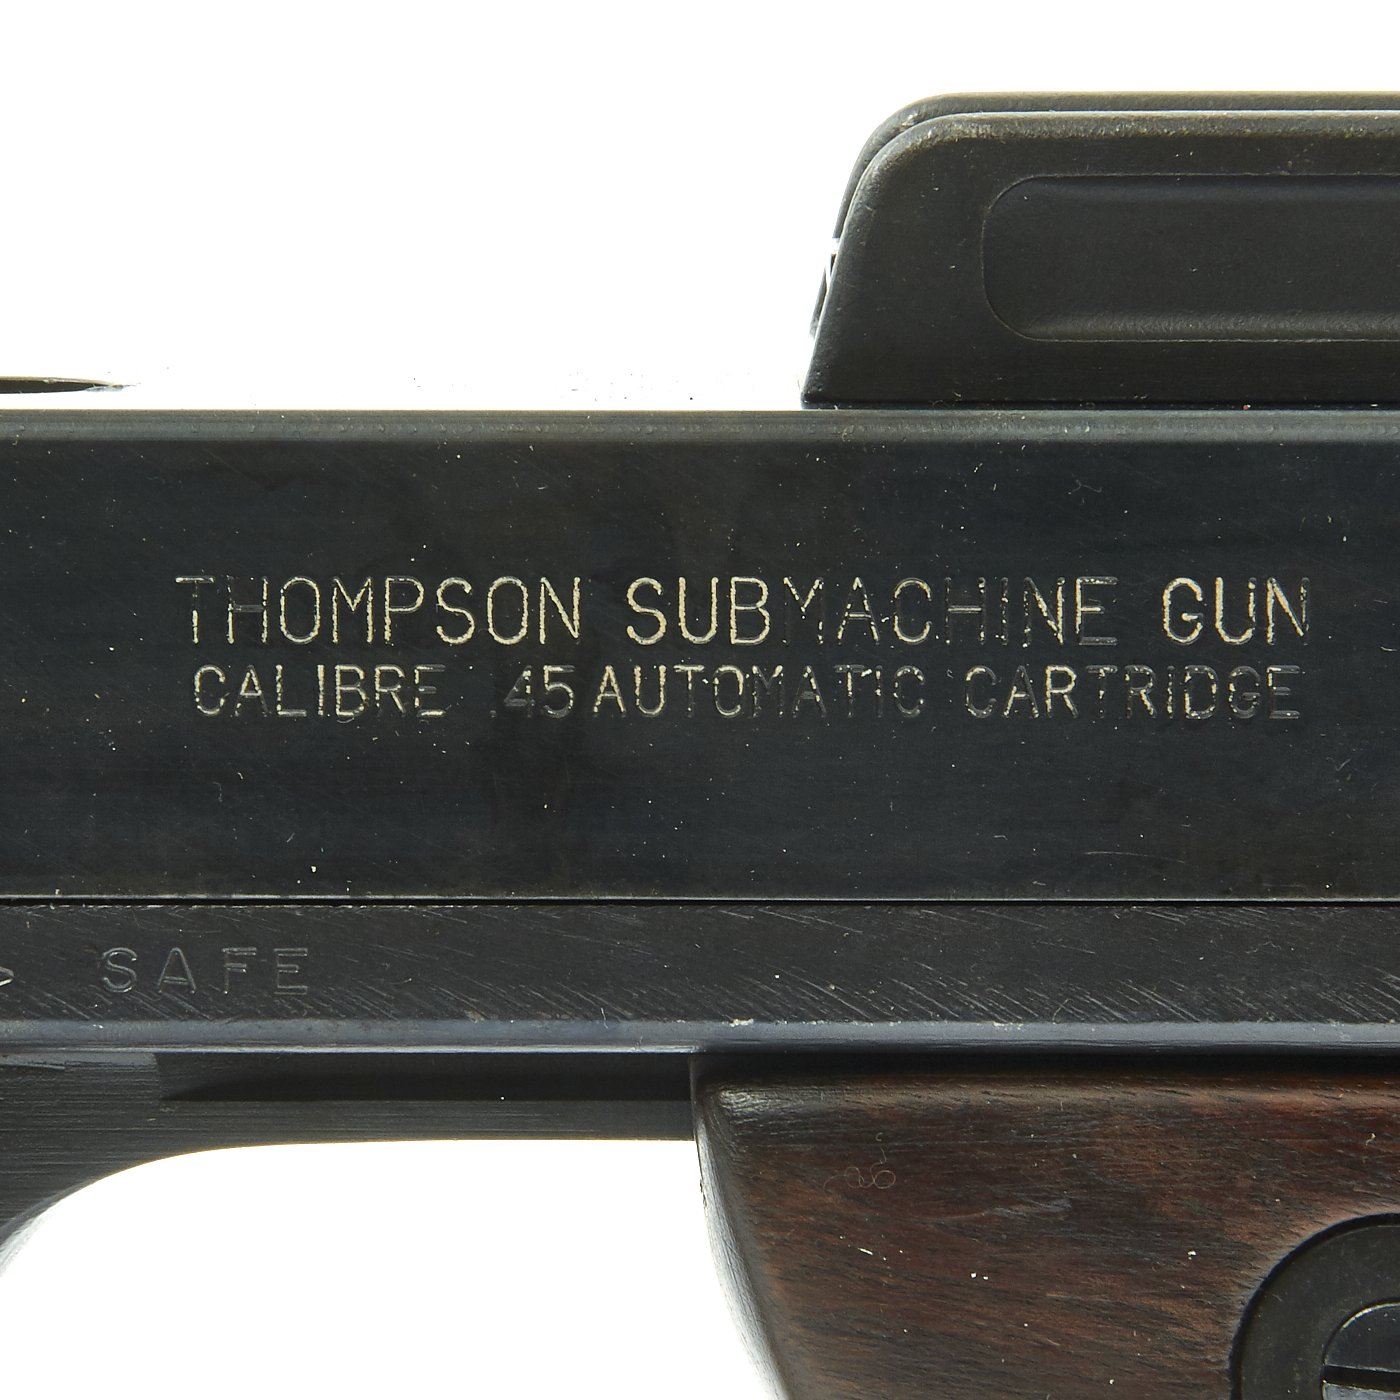 THOMPSON SUBMACHINE GUN
CALIBRE .45 AUTOMATIC CARTRIDGE
SAFE